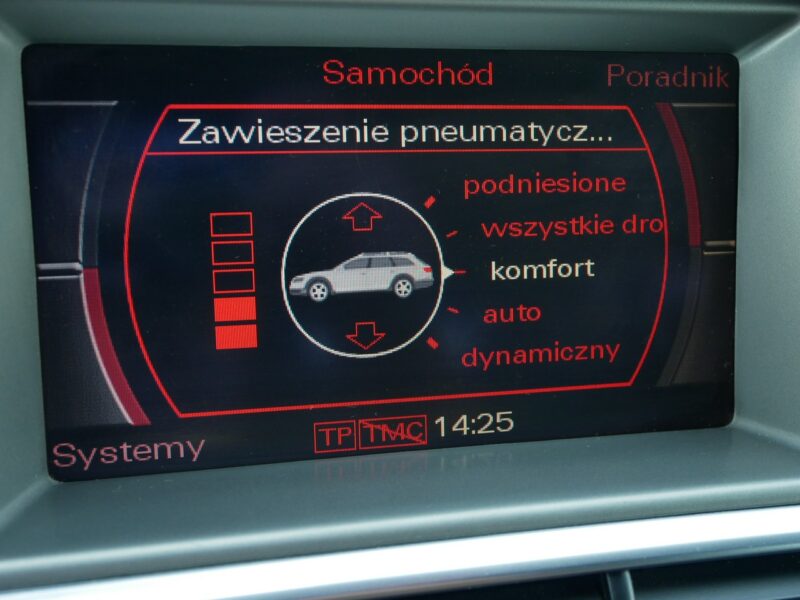 Samochód
Poradnik
Zawieszenie pneumatycz...
podniesione
wszystkie dro
komfort
auto
dynamiczny
Systemy
TP TMC 14:25